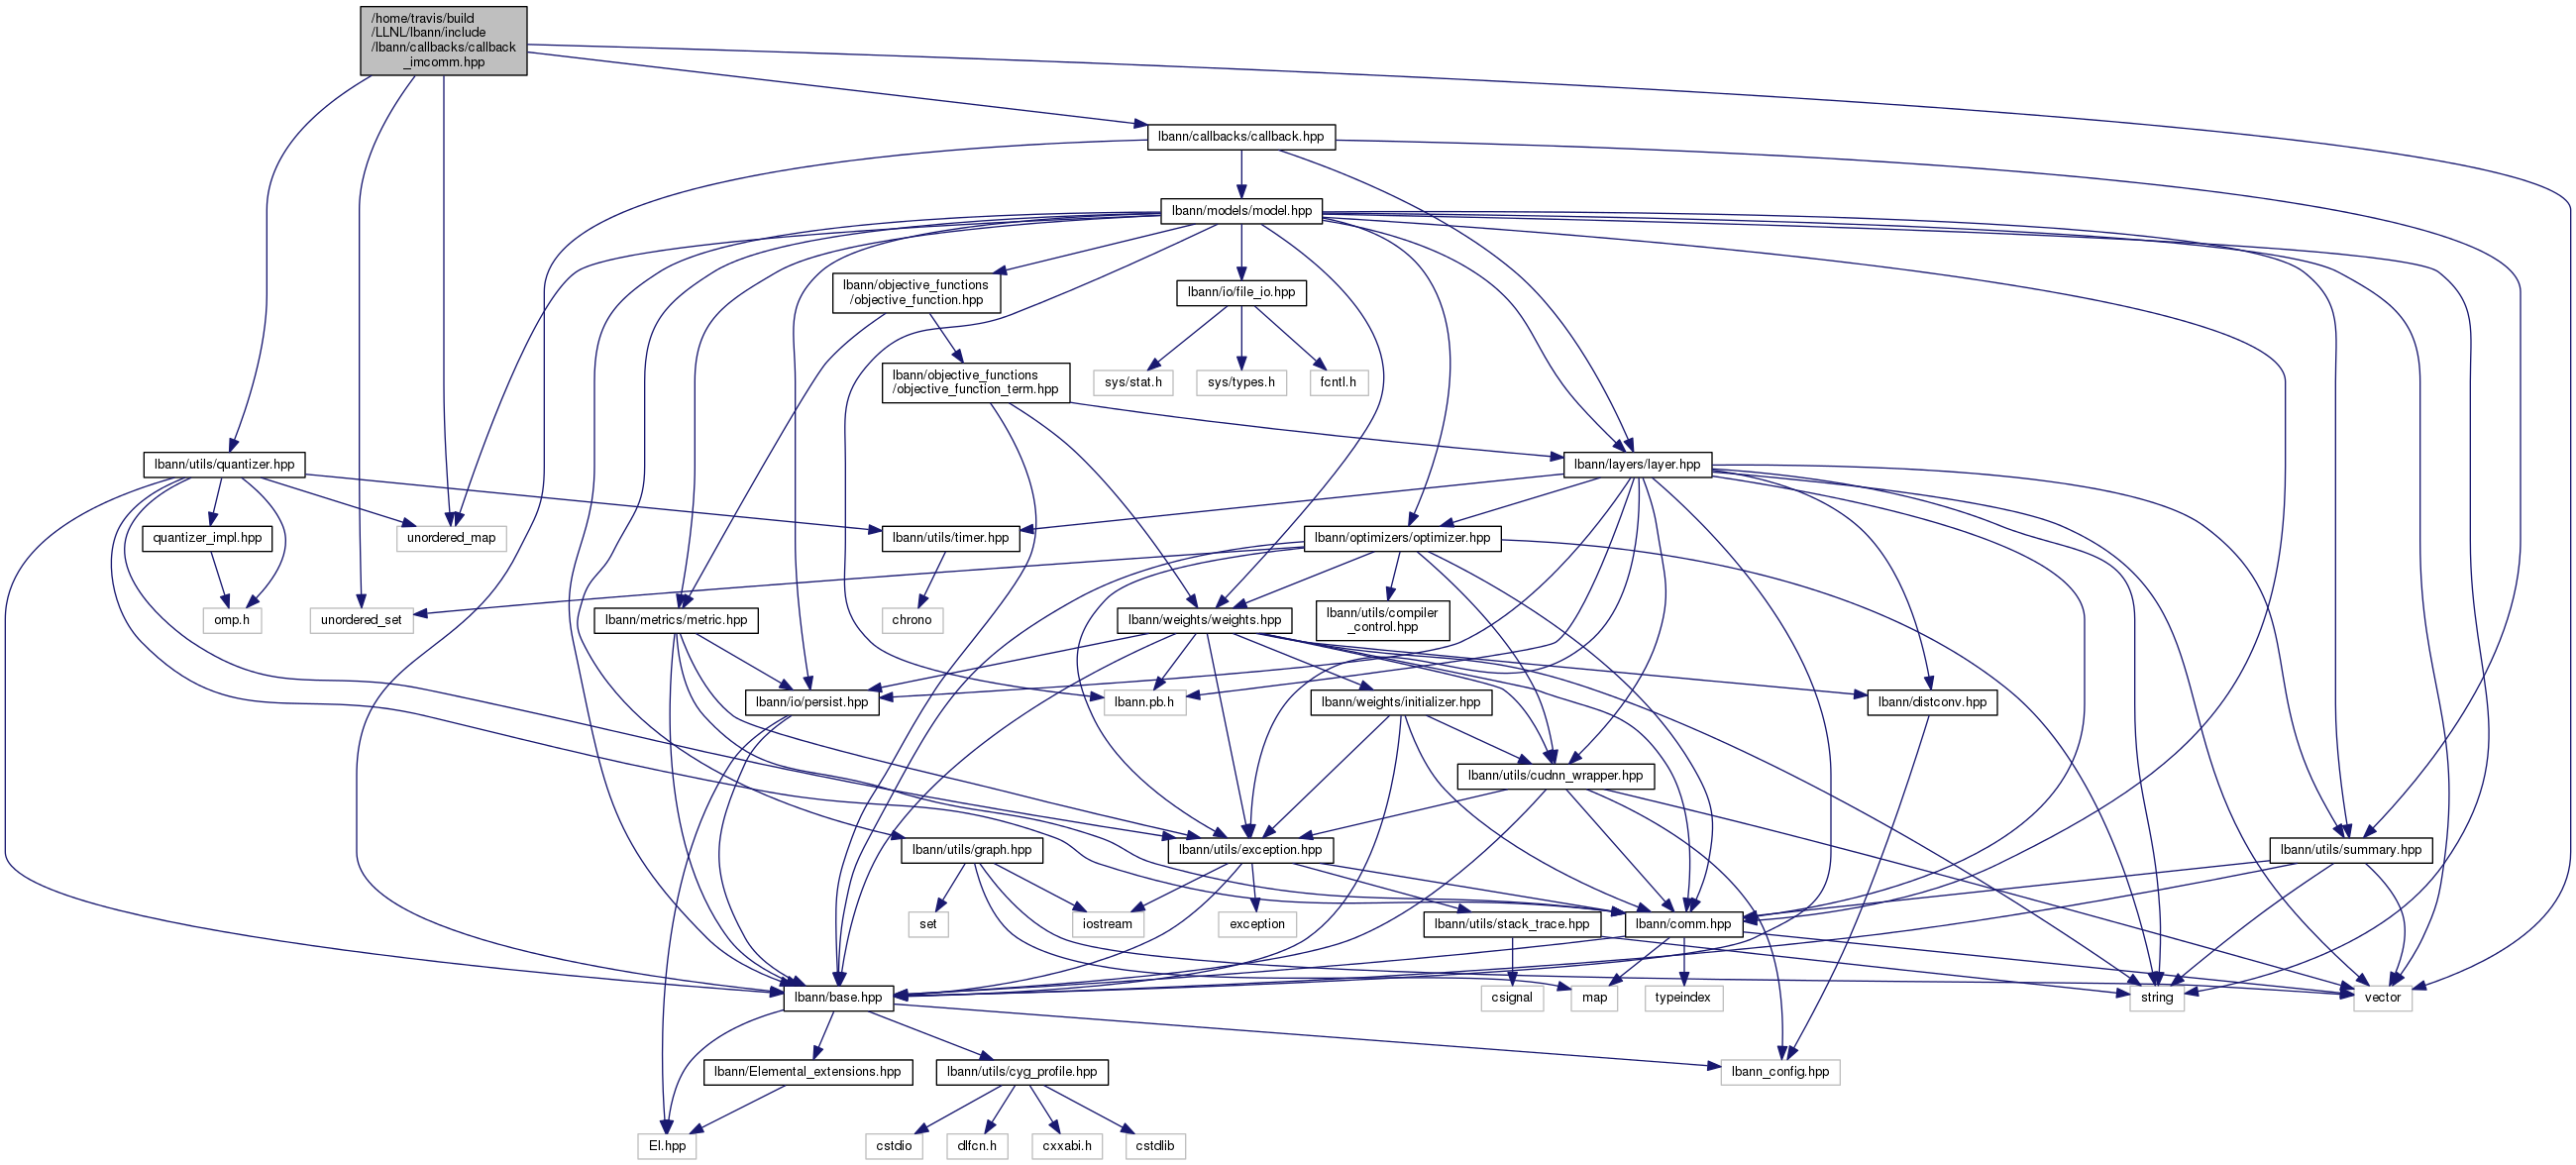 /home/travis/build
/LLNL/lbann/include
/lbann/callbacks/callback
_imcomm.hpp
lbann/callbacks/callback.hpp
lbann/models/model.hpp
lbann/objective_functions
/objective_function.hpp
lbann/io/file_io.hpp
lbann/objective_functions
/objective_function_term.hpp
sys/stat.h
sys/types.h
fcntl.h
lbann/utils/quantizer.hpp
lbann/layers/layer.hpp
quantizer_impl.hpp
unordered_map
lbann/utils/timer.hpp
lbann/optimizers/optimizer.hpp
omp.h
unordered_set
lbann/metrics/metric.hpp
chrono
lbann/weights/weights.hpp
lbann/utils/compiler
_control.hpp
lbann/io/persist.hpp
lbann.pb.h
lbann/weights/initializer.hpp
lbann/distconv.hpp
lbann/utils/cudnn_wrapper.hpp
lbann/utils/graph.hpp
lbann/utils/exception.hpp
lbann/utils/summary.hpp
set
iostream
exception
lbann/utils/stack_trace.hpp
lbann/comm.hpp
lbann/base.hpp
csignal
map
typeindex
string
vector
lbann/Elemental_extensions.hpp
lbann/utils/cyg_profile.hpp
lbann_config.hpp
El.hpp
cstdio
dlfcn.h
cxxabi.h
cstdlib